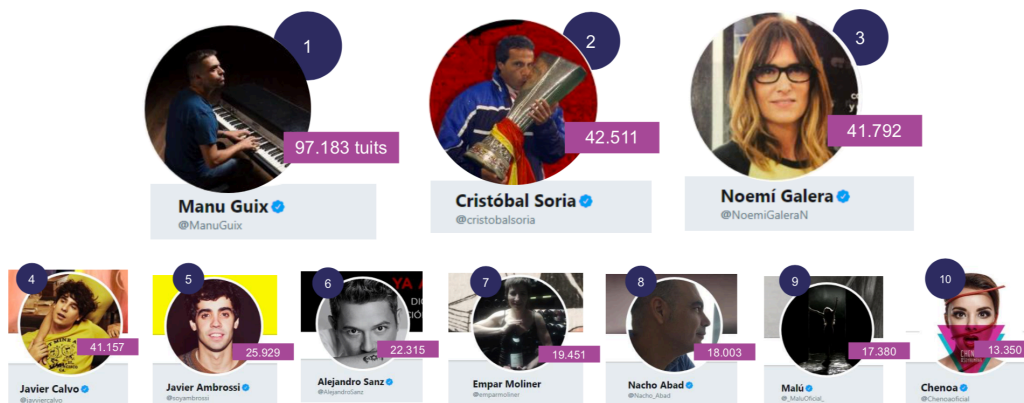 1
97.183 tuits
Manu Guix
@ManuGuix
2
42.511
Cristóbal Soria
@cristobalsoria
3
41.792
Noemí Galera
@NoemiGaleraN
4
41.157
Javier Calvo
@javviercalvo
5
25.929
Javier Ambrossi
@soyambrossi
6
YA
22.315
Alejandro Sanz
@AlejandroSanz
7
19.451
Empar Moliner
@emparmoliner
8
18.003
Nacho Abad
@Nacho_Abad
9
17.380
Malú
@_MaluOficial_
10
CHENOA
13.350
Chenoa
@Chenoaoficial